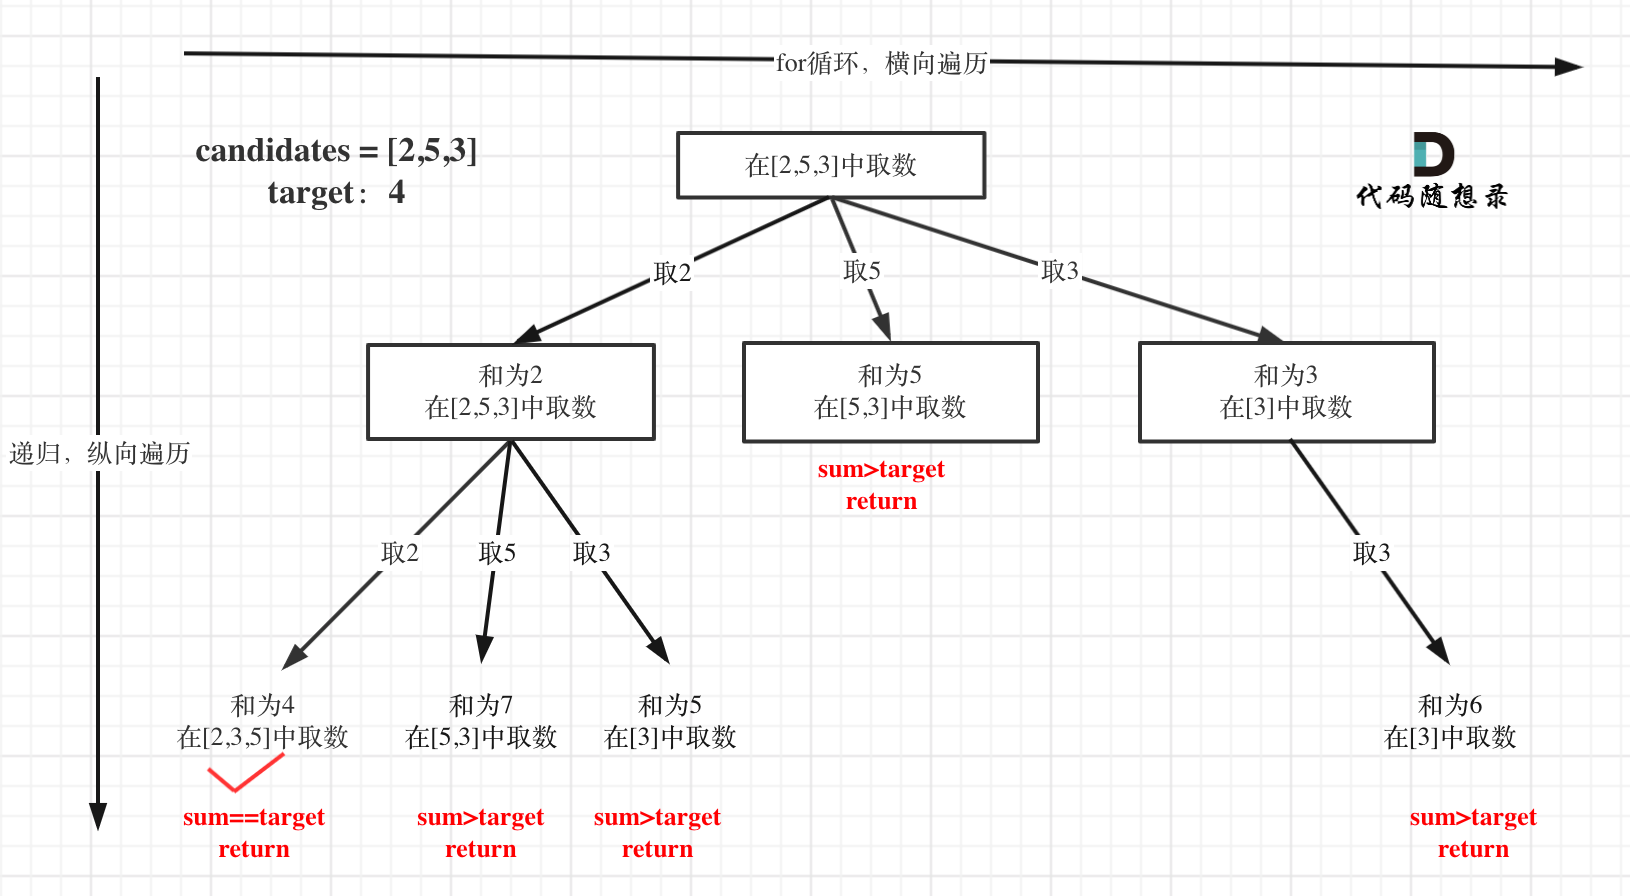 for循环，横向遍历
candidates = [2,5,3]
target：4
在[2,5,3]中取数
代码随想录
取2
取5
取3
和为2
在[2,5,3]中取数
和为5
在[5,3]中取数
和为3
在[3]中取数
sum>target
return
递归，纵向遍历
取2
取5
取3
取3
和为4
在[2,3,5]中取数
和为7
在[5,3]中取数
和为5
在[3]中取数
和为6
在[3]中取数
sum==target
return
sum>target
return
sum>target
return
sum>target
return